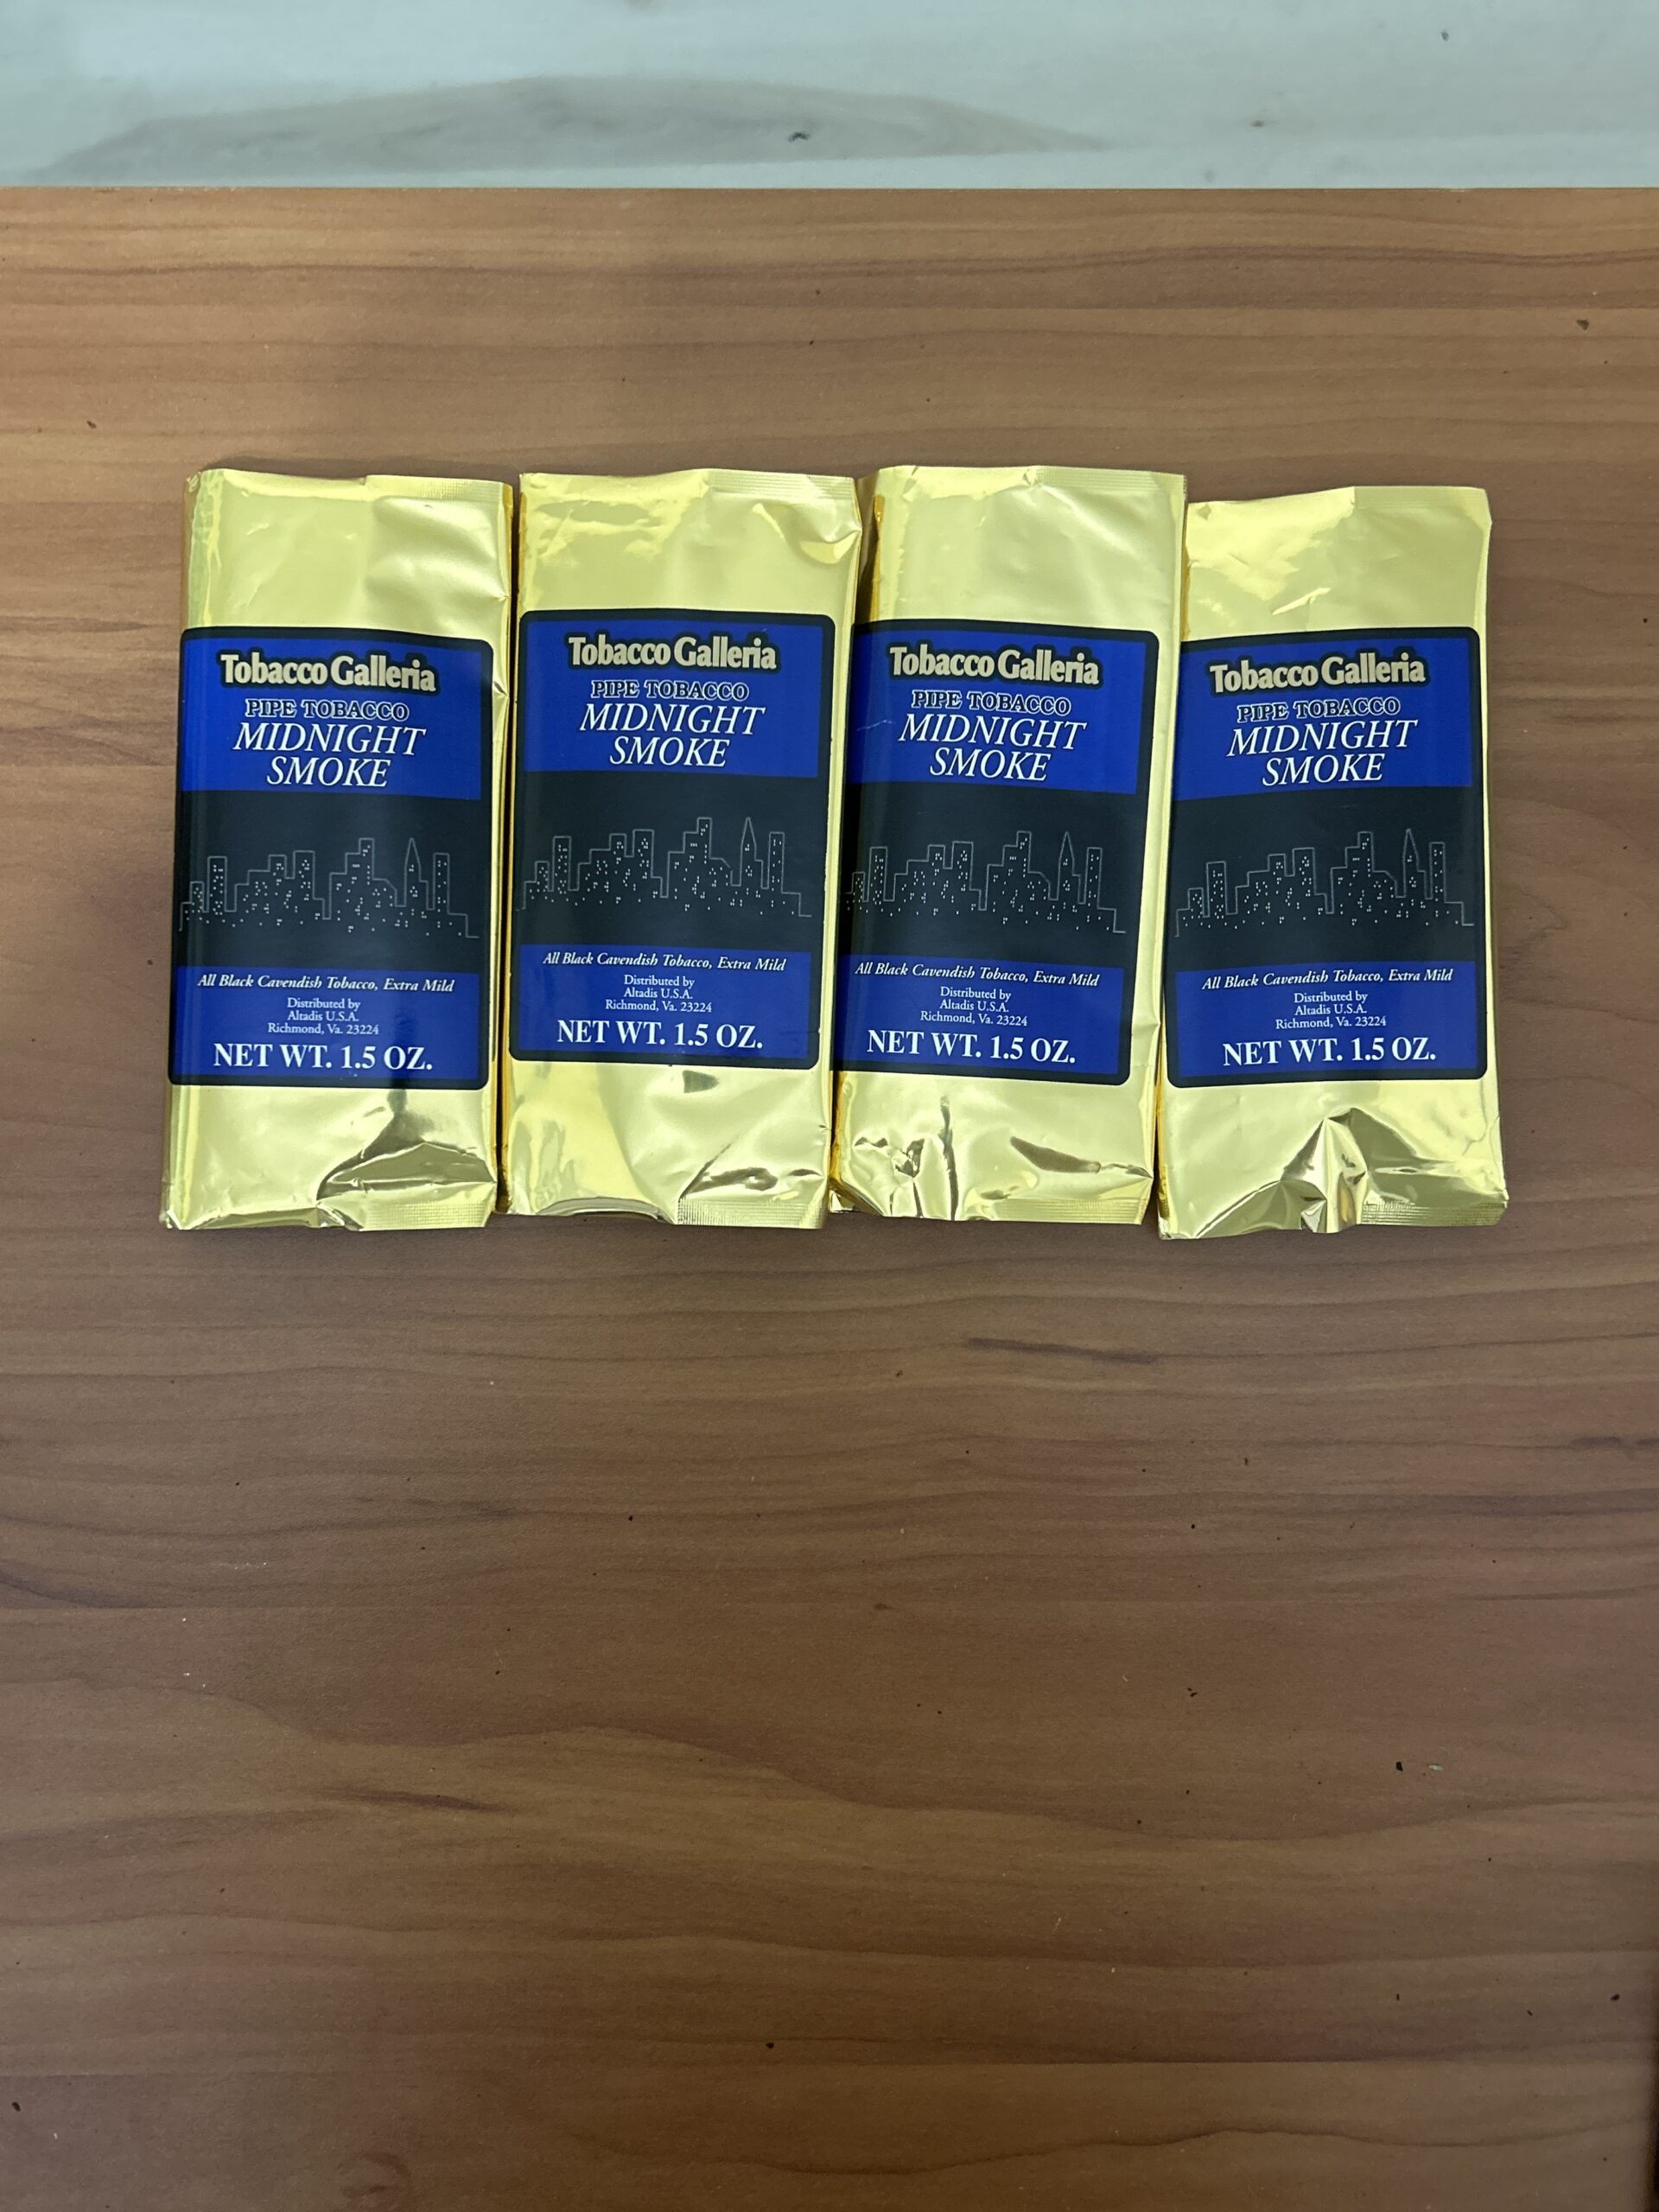 Tobacco Galleria
PIPE TOBACCO
MIDNIGHT
SMOKE
All Black Cavendish Tobacco, Extra Mild
Distributed by
Altadis U.S.A.
Richmond, Va. 23224
NET WT. 1.5 OZ.
Tobacco Galleria
PIPE TOBACCO
MIDNIGHT
SMOKE
All Black Cavendish Tobacco, Extra Mild
Distributed by
Altadis U.S.A.
Richmond, Va. 23224
NET WT. 1.5 OZ.
Tobacco Galleria
PIPE TOBACCO
MIDNIGHT
SMOKE
All Black Cavendish Tobacco, Extra Mild
Distributed by
Altadis U.S.A.
Richmond, Va. 23224
NET WT. 1.5 OZ.
Tobacco Galleria
PIPE TOBACCO
MIDNIGHT
SMOKE
All Black Cavendish Tobacco, Extra Mild
Distributed by
Altadis U.S.A.
Richmond, Va. 23224
NET WT. 1.5 OZ.